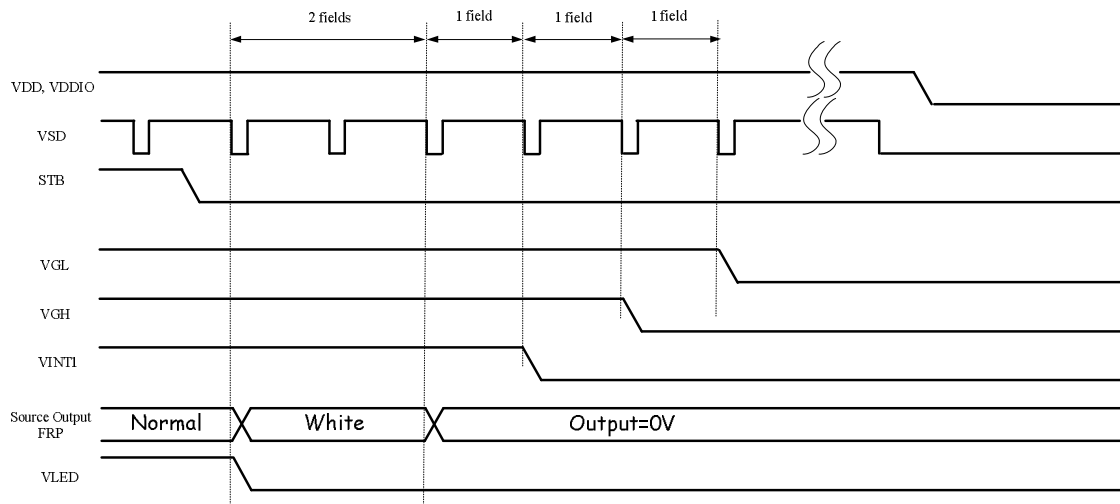 2 fields
1 field
1 field
1 field
VDD, VDDIO
VSD
STB
VGL
VGH
VINT1
Source Output
FRP
Normal
White
Output=0V
VLED